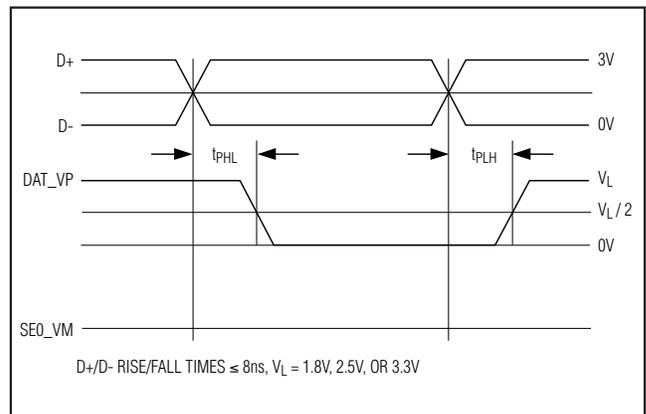 D+
3V
D-
0V
tPHL
tPLH
DAT_VP
VL
VL / 2
0V
SE0_VM
D+/D- RISE/FALL TIMES ≤ 8ns, VL = 1.8V, 2.5V, OR 3.3V